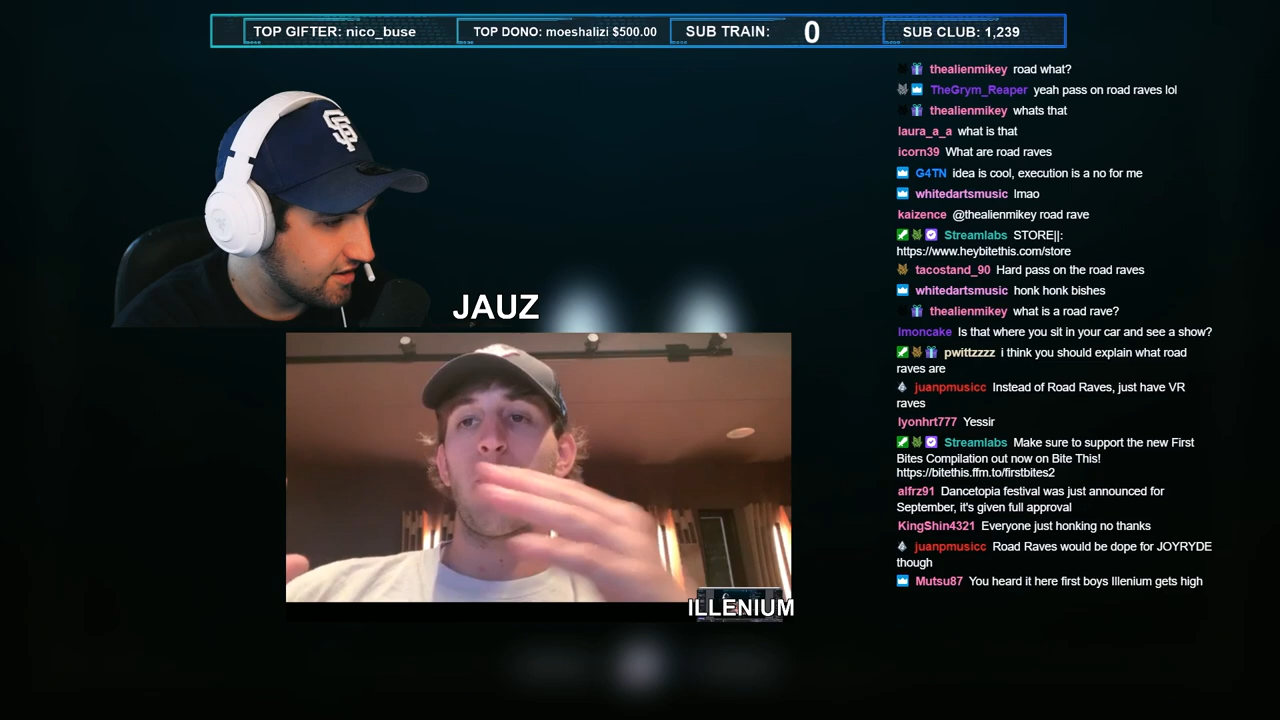 TOP GIFTER: nico_buse
TOP DONO: moeshalizi $500.00
SUB TRAIN: 0
SUB CLUB: 1,239
thealienmikey road what?
TheGrym_Reaper yeah pass on road raves lol
thealienmikey whats that
laura_a_a what is that
icorn39 What are road raves
G4TN idea is cool, execution is a no for me
whitedartsmusic lmao
kaizence @thealienmikey road rave
Streamlabs STORE||:
https://www.heybitethis.com/store
tacostand_90 Hard pass on the road raves
whitedartsmusic honk honk bishes
thealienmikey what is a road rave?
lmoncake Is that where you sit in your car and see a show?
pwittzzzz i think you should explain what road
raves are
juanpmusicc Instead of Road Raves, just have VR
raves
lyonhrt777 Yessir
Streamlabs Make sure to support the new First
Bites Compilation out now on Bite This!
https://bitethis.ffm.to/firstbites2
alfrz91 Dancetopia festival was just announced for
September, it's given full approval
KingShin4321 Everyone just honking no thanks
juanpmusicc Road Raves would be dope for JOYRYDE
though
Mutsu87 You heard it here first boys Illenium gets high
SF
JAUZ
ILLENIUM